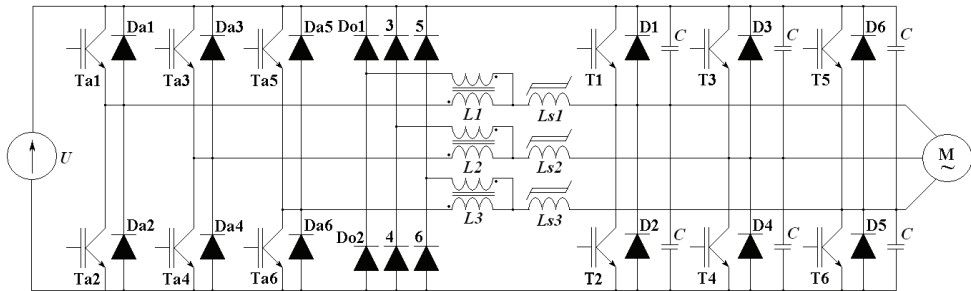 Da1 Da3 Da5 Do1 3 5 D1 C D3 C D6 C
Ta1 Ta3 Ta5 T1 T3 T5
L1 Ls1
U L2 Ls2 M
~
L3 Ls3
Da2 Da4 Da6 Do2 4 6 D2 C D4 C D5 C
Ta2 Ta4 Ta6 T2 T4 T6